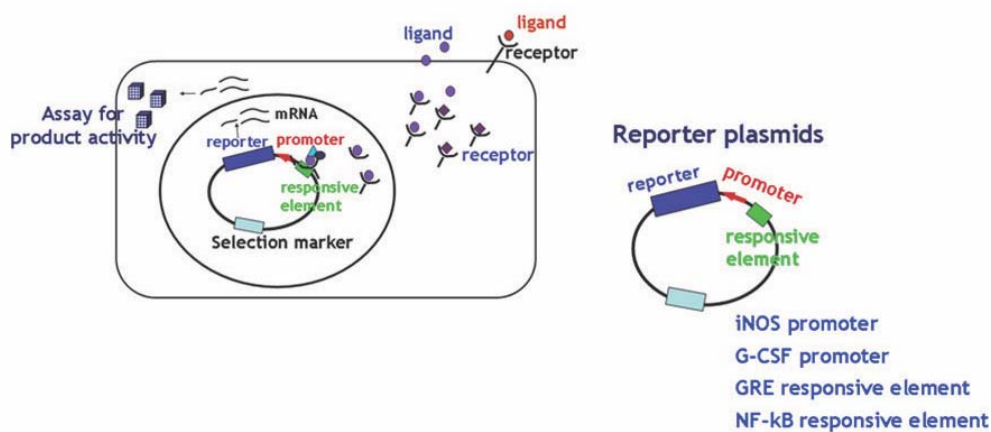 ligand
ligand
receptor
Assay for
product activity
mRNA
reporter
promoter
receptor
responsive
element
Selection marker
Reporter plasmids
reporter
promoter
responsive
element
iNOS promoter
G-CSF promoter
GRE responsive element
NF-kB responsive element